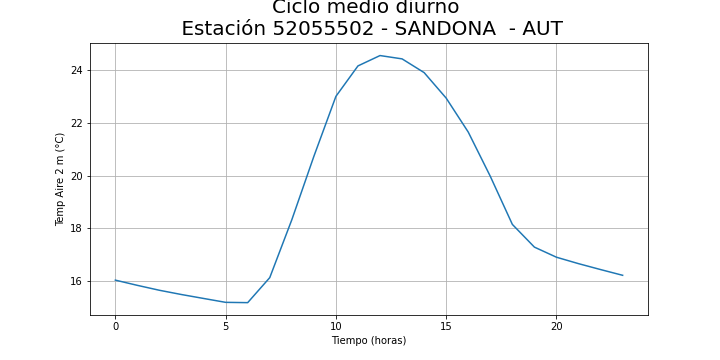 Ciclo medio diurno
Estación 52055502 - SANDONA  - AUT
24
22
20
18
16
Temp Aire 2 m (°C)
0
5
10
15
20
Tiempo (horas)